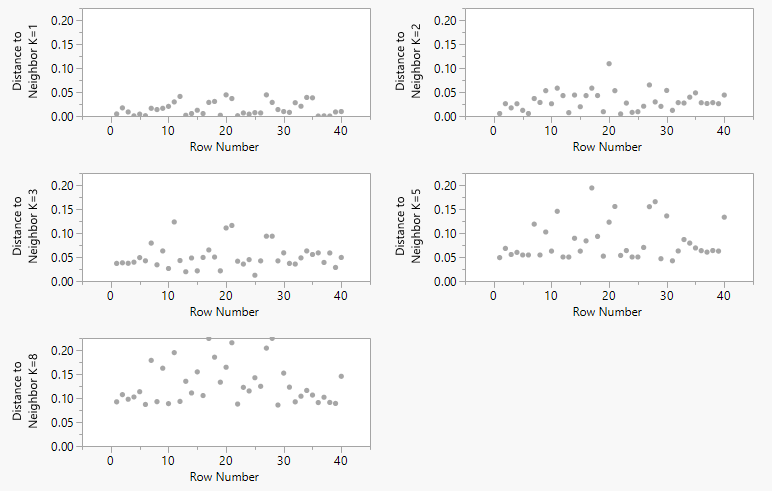 Distance to
Neighbor K=1
0.20
0.15
0.10
0.05
0.00
0 10 20 30 40
Row Number
Distance to
Neighbor K=2
0.20
0.15
0.10
0.05
0.00
0 10 20 30 40
Row Number
Distance to
Neighbor K=3
0.20
0.15
0.10
0.05
0.00
0 10 20 30 40
Row Number
Distance to
Neighbor K=5
0.20
0.15
0.10
0.05
0.00
0 10 20 30 40
Row Number
Distance to
Neighbor K=8
0.20
0.15
0.10
0.05
0.00
0 10 20 30 40
Row Number